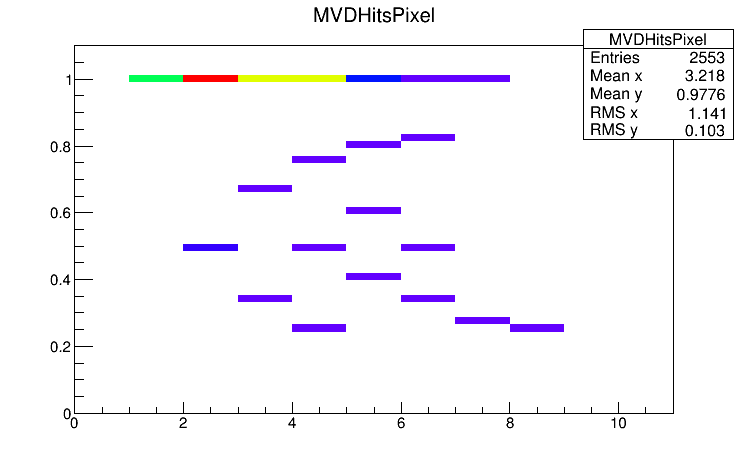 MVDHitsPixel
MVDHitsPixel
Entries 2553
Mean x 3.218
Mean y 0.9776
RMS x 1.141
RMS y 0.103
1
0.8
0.6
0.4
0.2
0
0 2 4 6 8 10